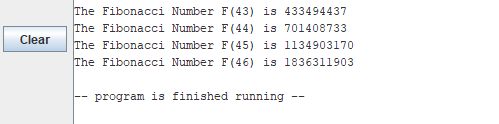 The Fibonacci Number F(43) is 433494437
The Fibonacci Number F(44) is 701408733
Clear
The Fibonacci Number F(45) is 1134903170
The Fibonacci Number F(46) is 1836311903
-- program is finished running --